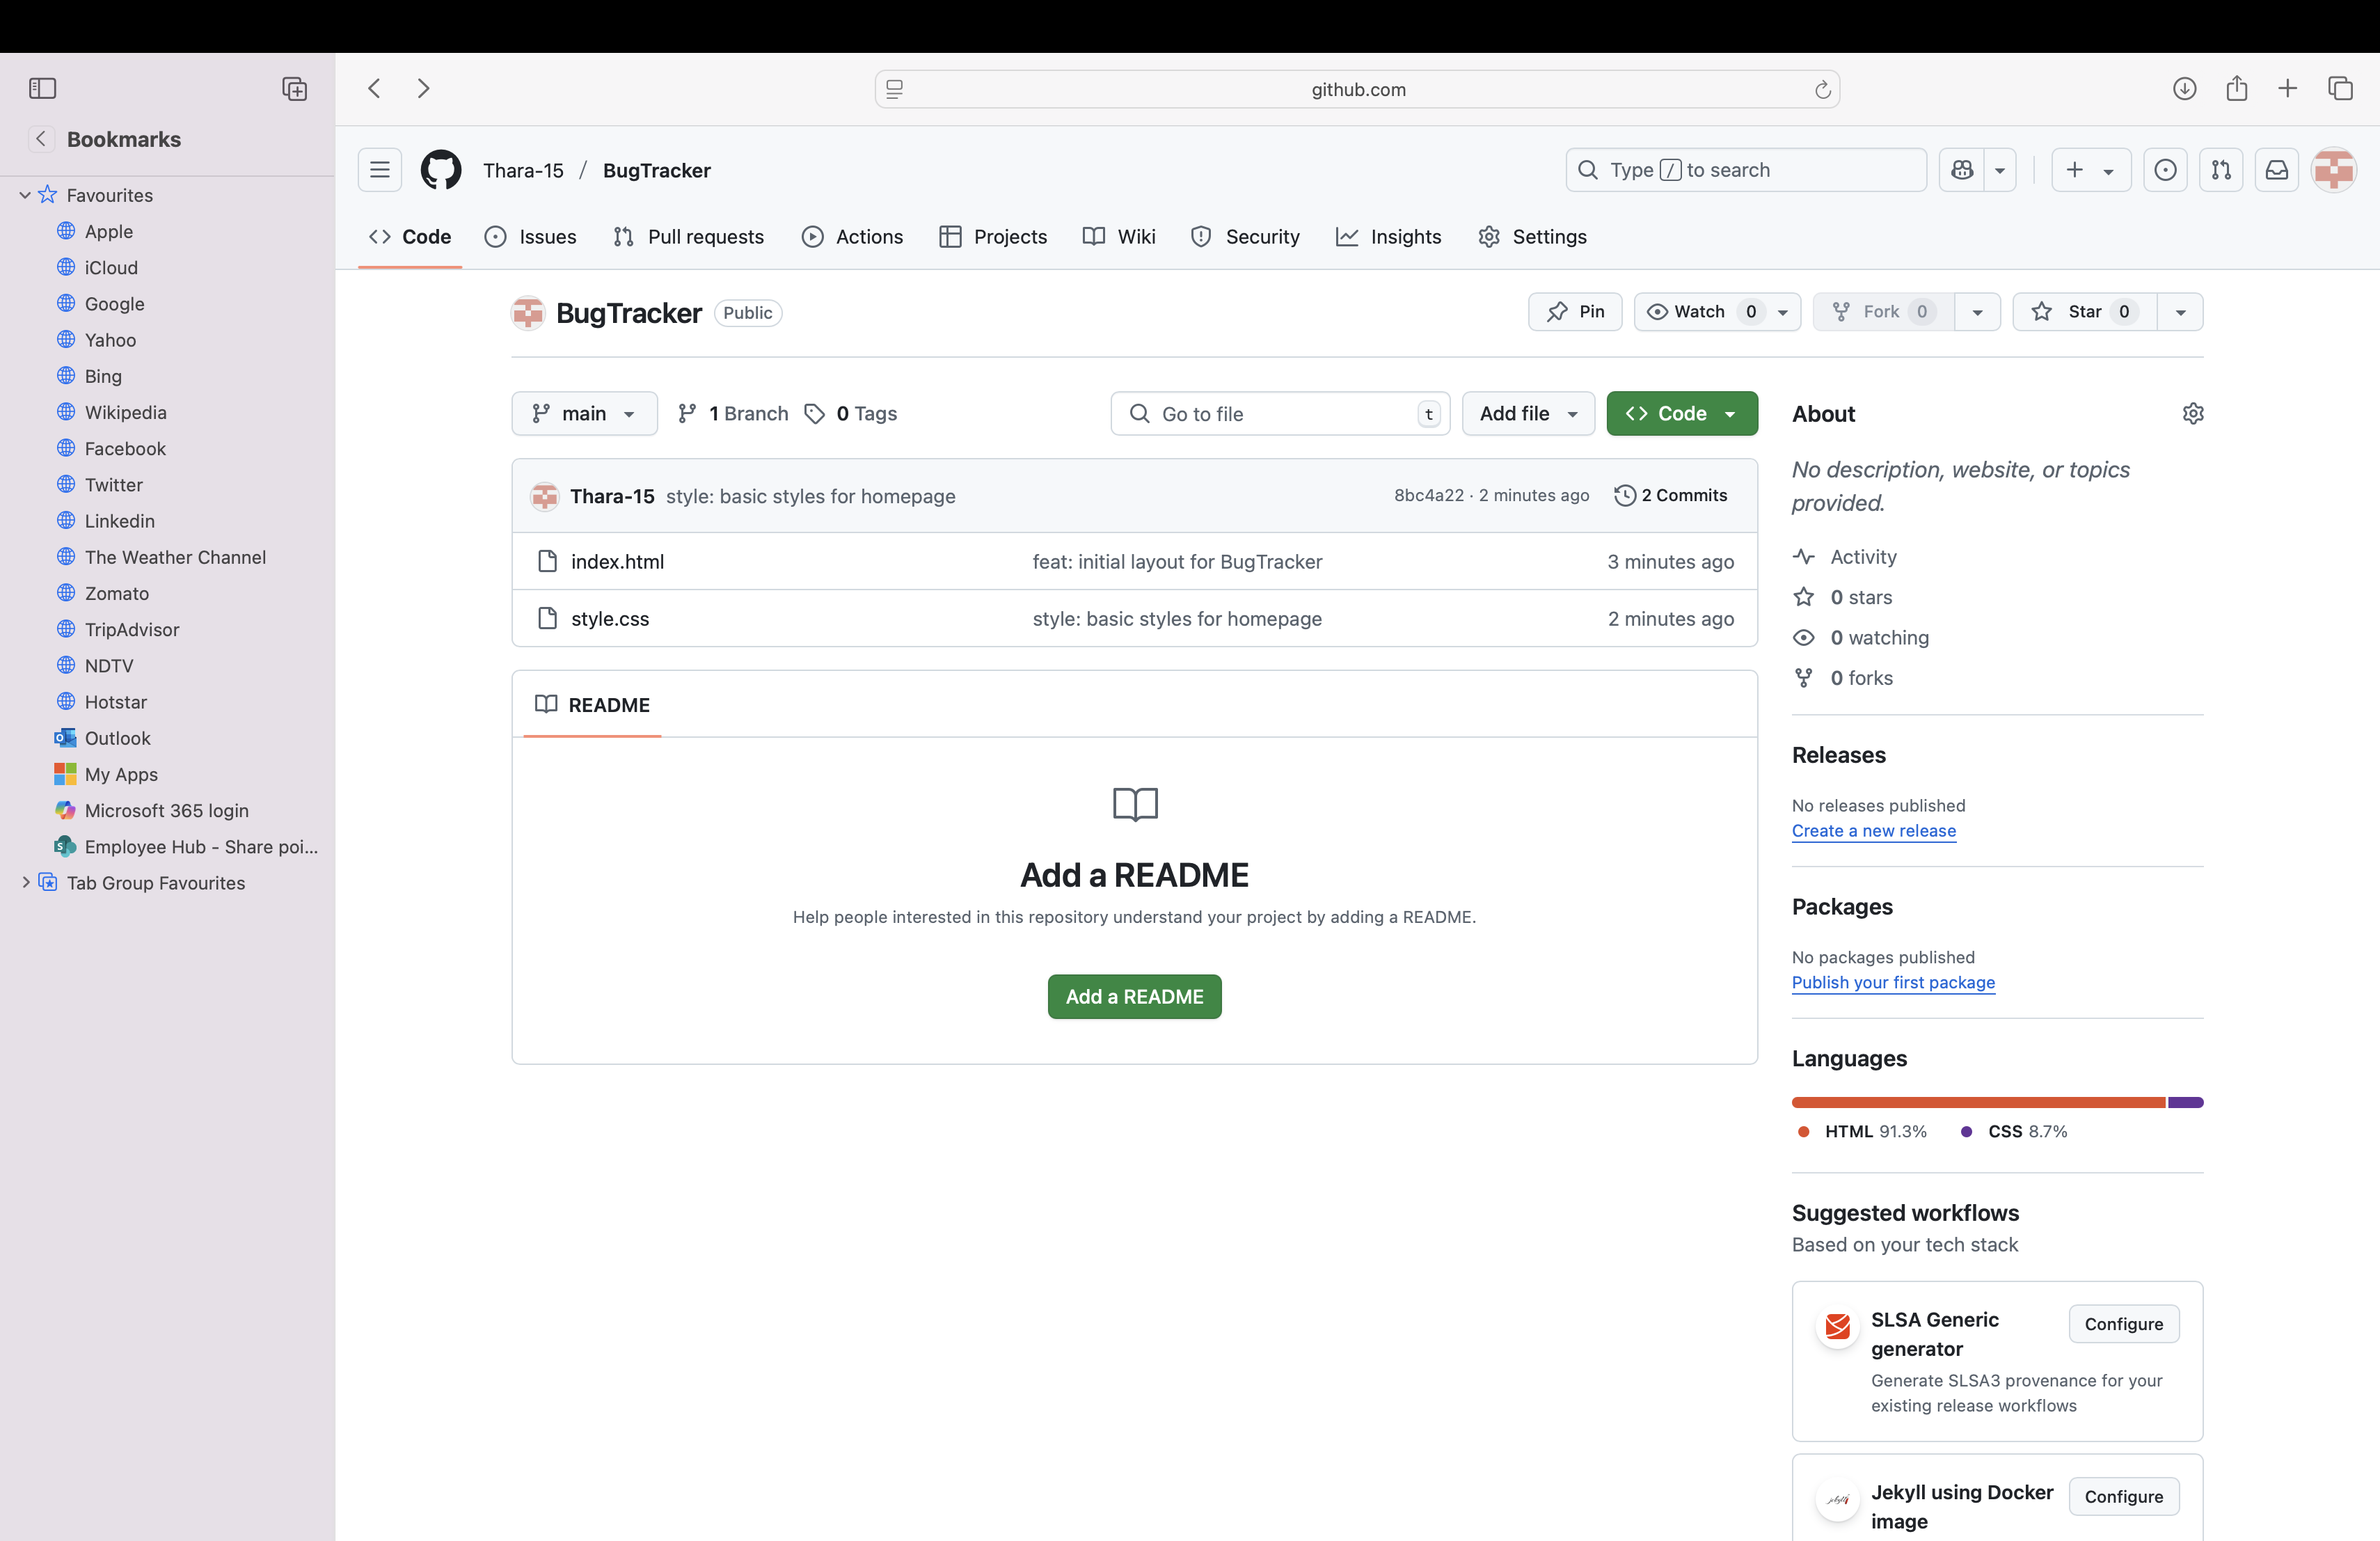 github.com
Bookmarks
Favourites
Apple
iCloud
Google
Yahoo
Bing
Wikipedia
Facebook
Twitter
Linkedin
The Weather Channel
Zomato
TripAdvisor
NDTV
Hotstar
Outlook
My Apps
Microsoft 365 login
Employee Hub - Share poi...
Tab Group Favourites
Thara-15 / BugTracker
Type / to search
Code Issues Pull requests Actions Projects Wiki Security Insights Settings
BugTracker Public
Pin Watch 0 Fork 0 Star 0
main 1 Branch 0 Tags
Go to file t Add file Code
Thara-15 style: basic styles for homepage 8bc4a22 · 2 minutes ago 2 Commits
index.html feat: initial layout for BugTracker 3 minutes ago
style.css style: basic styles for homepage 2 minutes ago
README
Add a README
Help people interested in this repository understand your project by adding a README.
Add a README
About
No description, website, or topics
provided.
Activity
0 stars
0 watching
0 forks
Releases
No releases published
Create a new release
Packages
No packages published
Publish your first package
Languages
HTML 91.3% CSS 8.7%
Suggested workflows
Based on your tech stack
SLSA Generic
generator
Configure
Generate SLSA3 provenance for your
existing release workflows
Jekyll using Docker
image
Configure